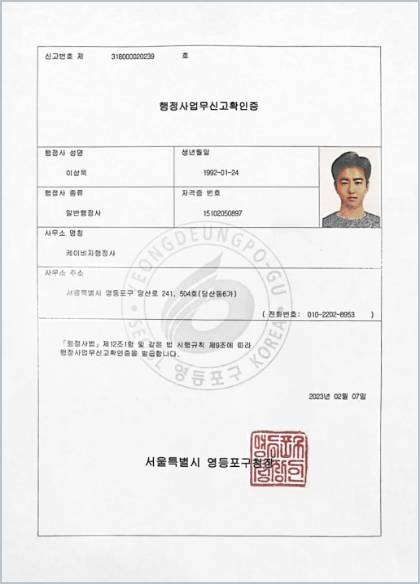 신고번호 제 318000020239 호
행정사업무신고확인증
행정사 성명
생년월일
이상욱
1992-01-24
행정사 종류
자격증 번호
일반행정사
15102050897
사무소 명칭
케이비자행정사
사무소 주소
서울특별시 영등포구 당산로 241, 504호(당산동6가)
( 전화번호: 010-2202-6953 )
「행정사법」제12조1항 및 같은 법 시행규칙 제9조에 따라
행정사업무신고확인증을 발급합니다.
2023년 02월 07일
서울특별시 영등포구청장
YEONGDEUNGPO-GU
SEOUL
KOREA
영등포구